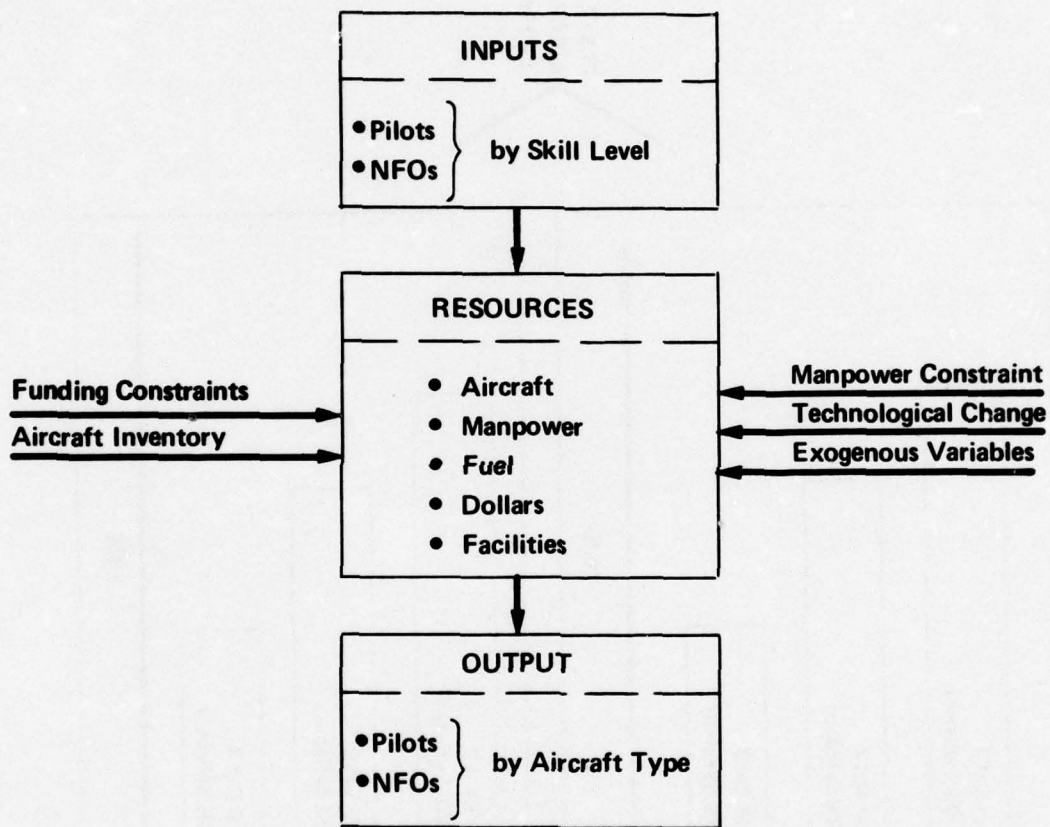 INPUTS
• Pilots
• NFOs
by Skill Level
RESOURCES
• Aircraft
• Manpower
• Fuel
• Dollars
• Facilities
Funding Constraints
Aircraft Inventory
Manpower Constraint
Technological Change
Exogenous Variables
OUTPUT
• Pilots
• NFOs
by Aircraft Type